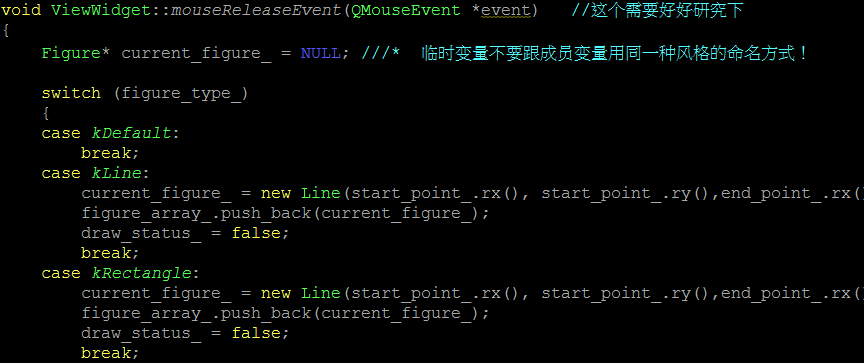 void ViewWidget::mouseReleaseEvent(QMouseEvent *event)   //这个需要好好研究下
{
    Figure* current_figure_ = NULL; ///*  临时变量不要跟成员变量用同一种风格的命名方式！
    switch (figure_type_)
    {
    case kDefault:
        break;
    case kLine:
        current_figure_ = new Line(start_point_.rx(), start_point_.ry(),end_point_.rx()
        figure_array_.push_back(current_figure_);
        draw_status_ = false;
        break;
    case kRectangle:
        current_figure_ = new Line(start_point_.rx(), start_point_.ry(),end_point_.rx()
        figure_array_.push_back(current_figure_);
        draw_status_ = false;
        break;